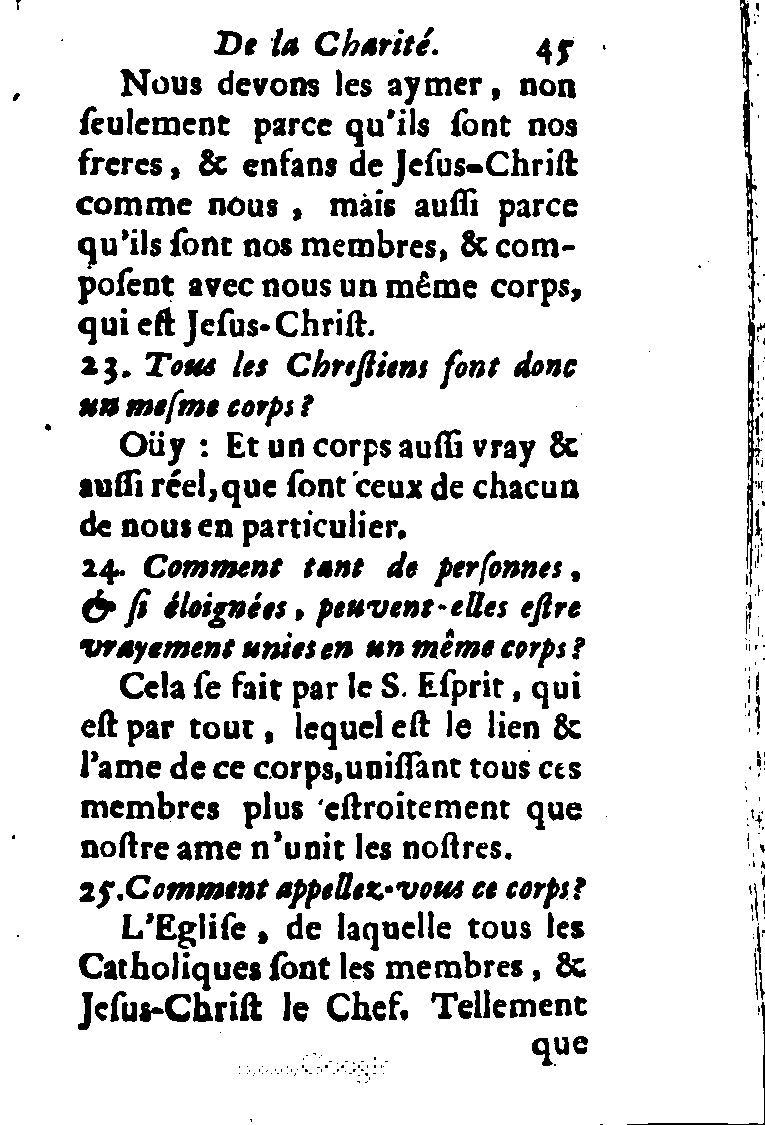 De la Charité. 45
Nous devons les aymer, non
ſeulement parce qu'ils ſont nos
freres, & enfans de Jeſus-Chriſt
comme nous, mais auſſi parce
qu'ils ſont nos membres, & com-
poſent avec nous un même corps,
qui eſt Jeſus-Chriſt.
23. Tous les Chreſtiens ſont donc
un meſme corps?
Oüy : Et un corps auſſi vray &
auſſi réel, que ſont ceux de chacun
de nous en particulier.
24. Comment tant de perſonnes,
& ſi éloignées, peuvent-elles eſtre
vrayement unies en un même corps?
Cela ſe fait par le S. Eſprit, qui
eſt par tout, lequel eſt le lien &
l'ame de ce corps, uniſſant tous ces
membres plus eſtroitement que
noſtre ame n'unit les noſtres.
25. Comment appellez-vous ce corps?
L'Egliſe, de laquelle tous les
Catholiques ſont les membres, &
Jeſus-Chriſt le Chef. Tellement
que
Google